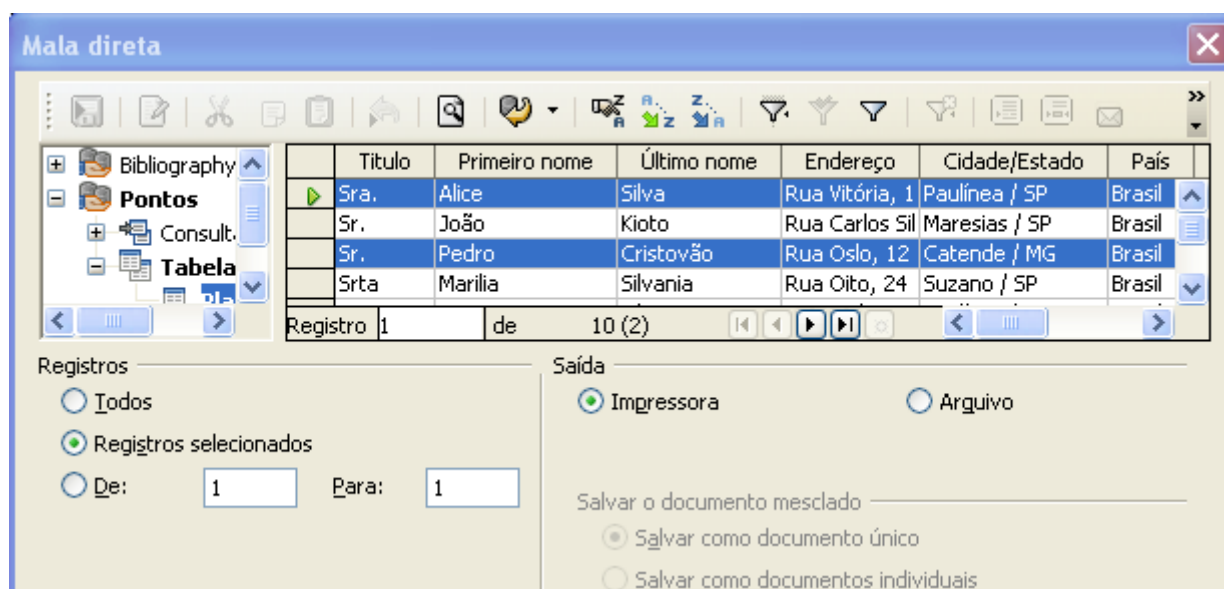 Mala direta
Bibliography
Pontos
Consult
Tabela
Pla
Titulo Primeiro nome Último nome Endereço Cidade/Estado País
Sra. Alice Silva Rua Vitória, 1 Paulínea / SP Brasil
Sr. João Kioto Rua Carlos Sil Maresias / SP Brasil
Sr. Pedro Cristovão Rua Oslo, 12 Catende / MG Brasil
Srta Marilia Silvania Rua Oito, 24 Suzano / SP Brasil
Registro 1 de 10 (2)
Registros
Todos
Registros selecionados
De: 1 Para: 1
Saída
Impressora Arquivo
Salvar o documento mesclado
Salvar como documento único
Salvar como documentos individuais